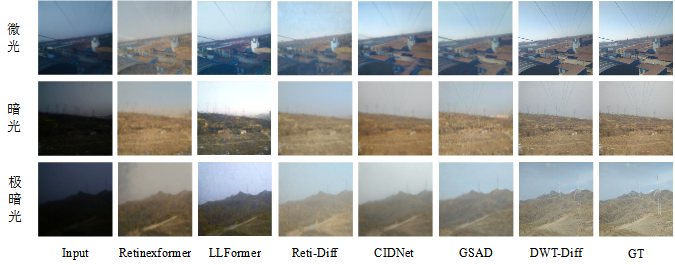 微
光
暗
光
极
暗
光
Input Retinexformer LLFormer Reti-Diff CIDNet GSAD DWT-Diff GT